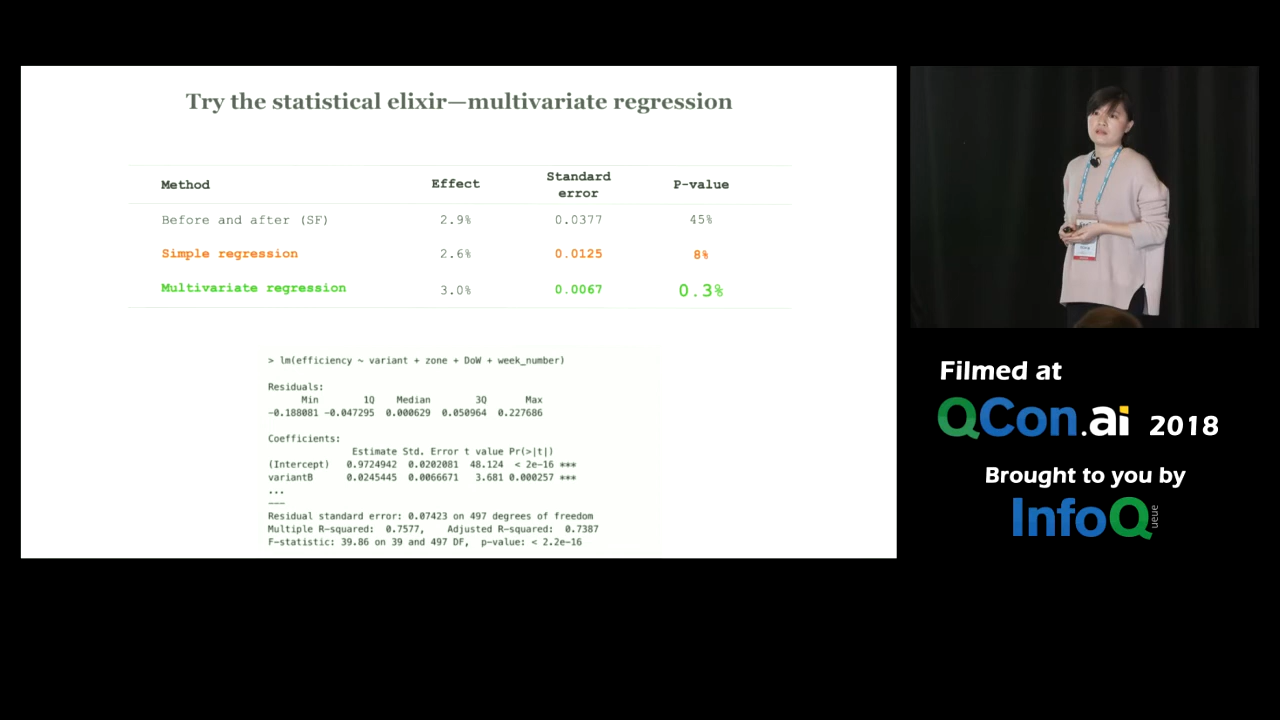 Try the statistical elixir—multivariate regression
Method Effect Standard error P-value
Before and after (SF) 2.9% 0.0377 45%
Simple regression 2.6% 0.0125 8%
Multivariate regression 3.0% 0.0067 0.3%
> lm(efficiency ~ variant + zone + DoW + week_number)
Residuals:
Min 1Q Median 3Q Max
-0.188081 -0.047295 0.000629 0.050964 0.227686
Coefficients:
Estimate Std. Error t value Pr(>|t|)
(Intercept) 0.9724942 0.0202081 48.124 < 2e-16 ***
variantB 0.0245445 0.0066671 3.681 0.000257 ***
...
---
Residual standard error: 0.07423 on 497 degrees of freedom
Multiple R-squared: 0.7577, Adjusted R-squared: 0.7387
F-statistic: 39.86 on 39 and 497 DF, p-value: < 2.2e-16
Filmed at
QCon.ai 2018
Brought to you by
InfoQueue